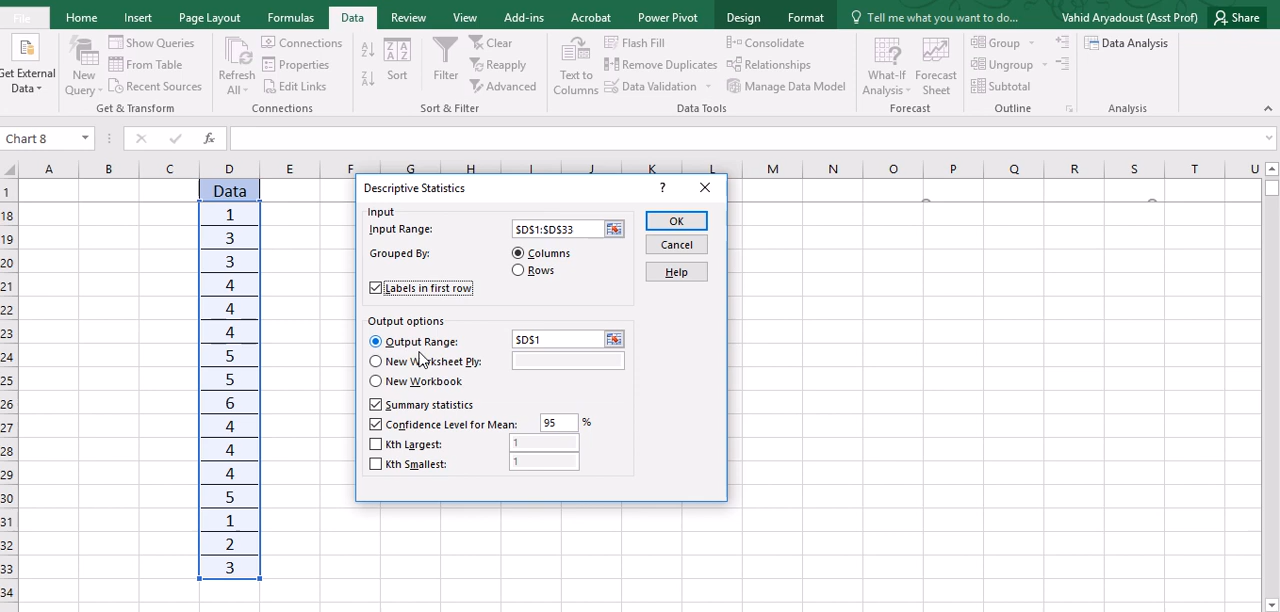 File Home Insert Page Layout Formulas Data Review View Add-ins Acrobat Power Pivot Design Format Tell me what you want to do... Vahid Aryadoust (Asst Prof) Share
Get External Data
New Query
Show Queries
From Table
Recent Sources
Get & Transform
Refresh All
Connections
Properties
Edit Links
Connections
Sort
Filter
Clear
Reapply
Advanced
Sort & Filter
Text to Columns
Flash Fill
Remove Duplicates
Data Validation
Consolidate
Relationships
Manage Data Model
Data Tools
What-If Analysis
Forecast Sheet
Forecast
Group
Ungroup
Subtotal
Outline
Data Analysis
Analysis
Chart 8 fx
A B C D E F G H I J K L M N O P Q R S T U
1 Data
18 1
19 3
20 3
21 4
22 4
23 4
24 5
25 5
26 6
27 4
28 4
29 4
30 5
31 1
32 2
33 3
34
Descriptive Statistics ?
Input
Input Range: $D$1:$D$33
Grouped By: Columns
Rows
Labels in first row
OK
Cancel
Help
Output options
Output Range: $D$1
New Worksheet Ply:
New Workbook
Summary statistics
Confidence Level for Mean: 95 %
Kth Largest: 1
Kth Smallest: 1